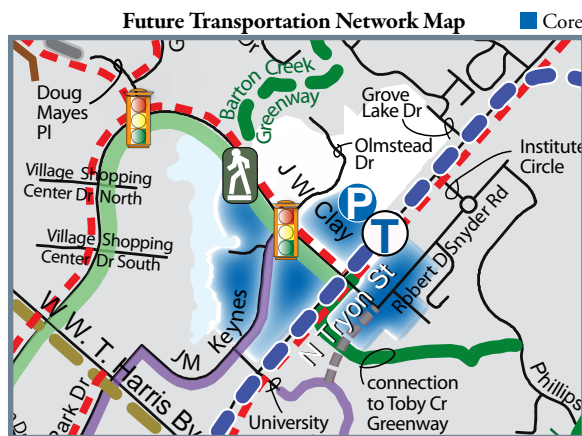 Future Transportation Network Map
Core
Doug
Mayes
Pl
Barton Creek
Greenway
Grove
Lake Dr
Olmstead
Dr
Institute
Circle
Village Shopping
Center Dr North
J W Clay
P
T
Village Shopping
Center Dr South
Robert D Snyder Rd
N Tryon St
W. W. T. Harris Bv
JM
Keynes
Park Dr
University
connection
to Toby Cr
Greenway
Phillips